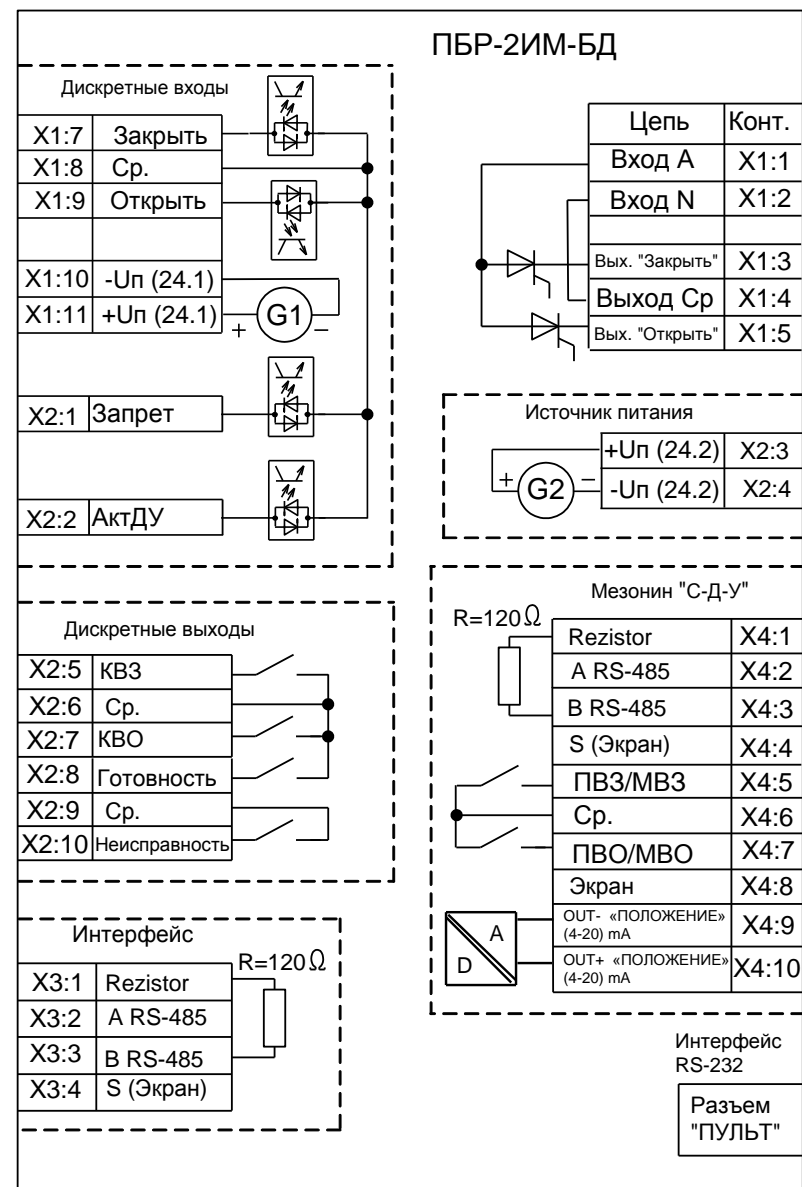 ПБР-2ИМ-БД
Дискретные входы
X1:7 Закрыть
X1:8 Ср.
X1:9 Открыть
X1:10 -Uп (24.1)
X1:11 +Uп (24.1)
+ G1 −
X2:1 Запрет
X2:2 АктДУ
Цепь Конт.
Вход A X1:1
Вход N X1:2
Вых. "Закрыть" X1:3
Выход Ср X1:4
Вых. "Открыть" X1:5
Источник питания
+Uп (24.2) X2:3
-Uп (24.2) X2:4
+ G2 −
Дискретные выходы
X2:5 КВЗ
X2:6 Ср.
X2:7 КВО
X2:8 Готовность
X2:9 Ср.
X2:10 Неисправность
Мезонин "С-Д-У"
R=120Ω
Rezistor X4:1
A RS-485 X4:2
B RS-485 X4:3
S (Экран) X4:4
ПВЗ/МВЗ X4:5
Ср. X4:6
ПВО/МВО X4:7
Экран X4:8
OUT- «ПОЛОЖЕНИЕ» X4:9
(4-20) mA
OUT+ «ПОЛОЖЕНИЕ» X4:10
(4-20) mA
A
D
Интерфейс
R=120Ω
X3:1 Rezistor
X3:2 A RS-485
X3:3 B RS-485
X3:4 S (Экран)
Интерфейс
RS-232
Разъем
"ПУЛЬТ"